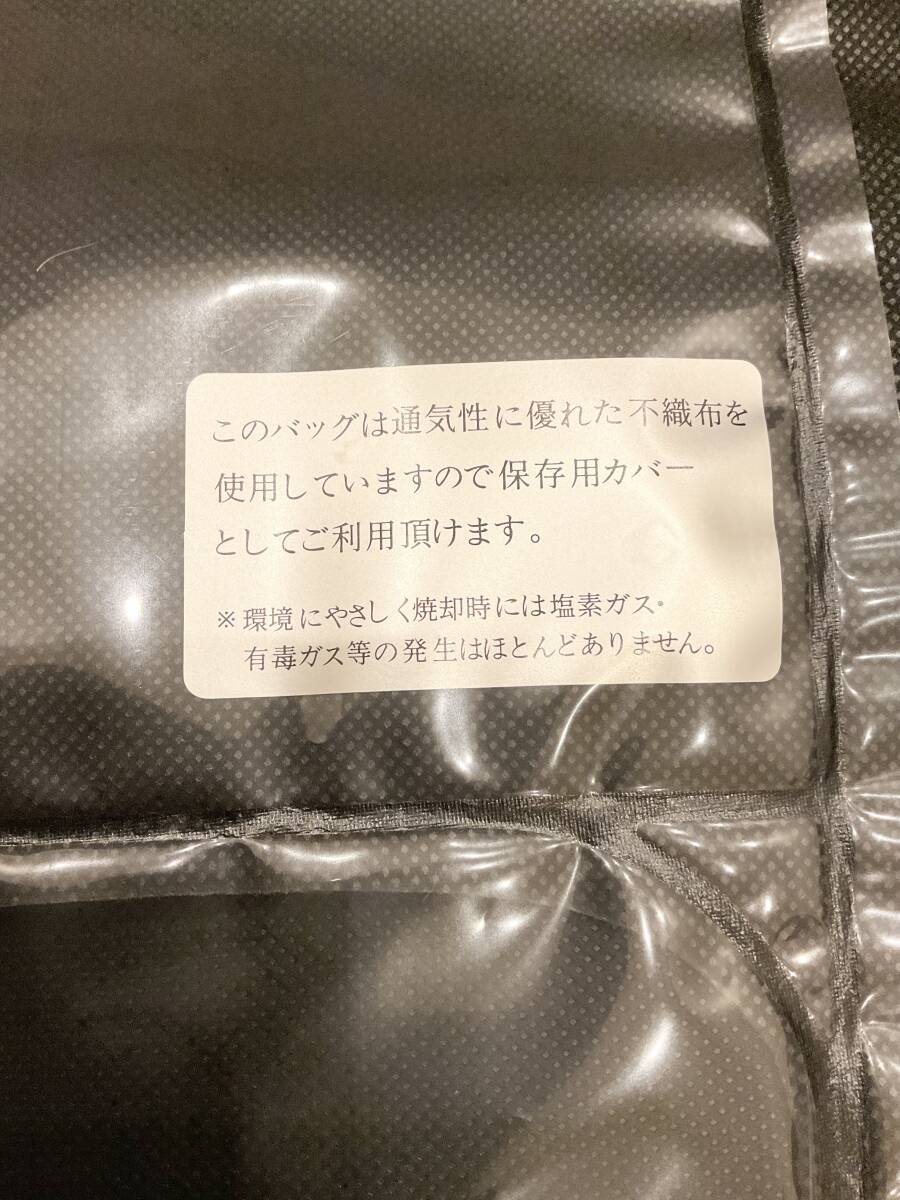 このバッグは通気性に優れた不織布を
使用していますので保存用カバー
としてご利用頂けます。
※環境にやさしく焼却時には塩素ガス・
有毒ガス等の発生はほとんどありません。